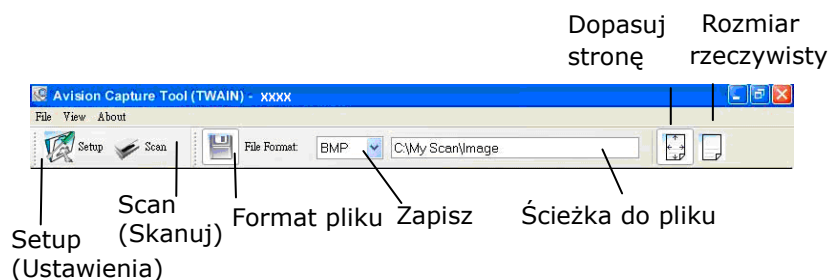 Dopasuj
stronę
Rozmiar
rzeczywisty
Avision Capture Tool (TWAIN) - xxxx
File View About
Setup Scan File Format: BMP C:\My Scan\Image
Setup
(Ustawienia)
Scan
(Skanuj)
Format pliku
Zapisz
Ścieżka do pliku